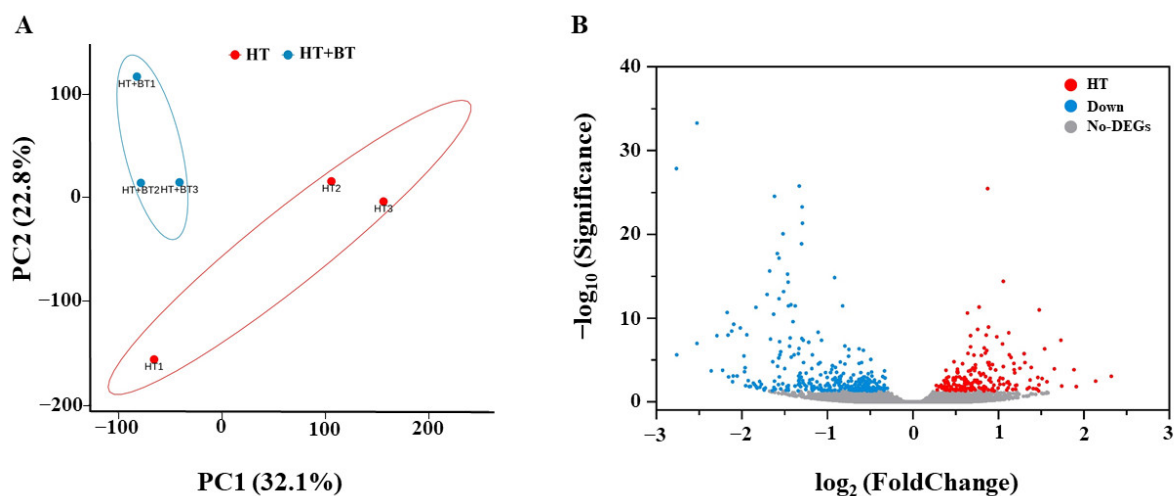 A
HT HT+BT
PC2 (22.8%)
100
0
−100
−200
HT+BT1
HT+BT2 HT+BT3
HT2
HT3
HT1
−100 0 100 200
PC1 (32.1%)
B
−log10 (Significance)
40
30
20
10
0
HT
Down
No-DEGs
−3 −2 −1 0 1 2 3
log2 (FoldChange)